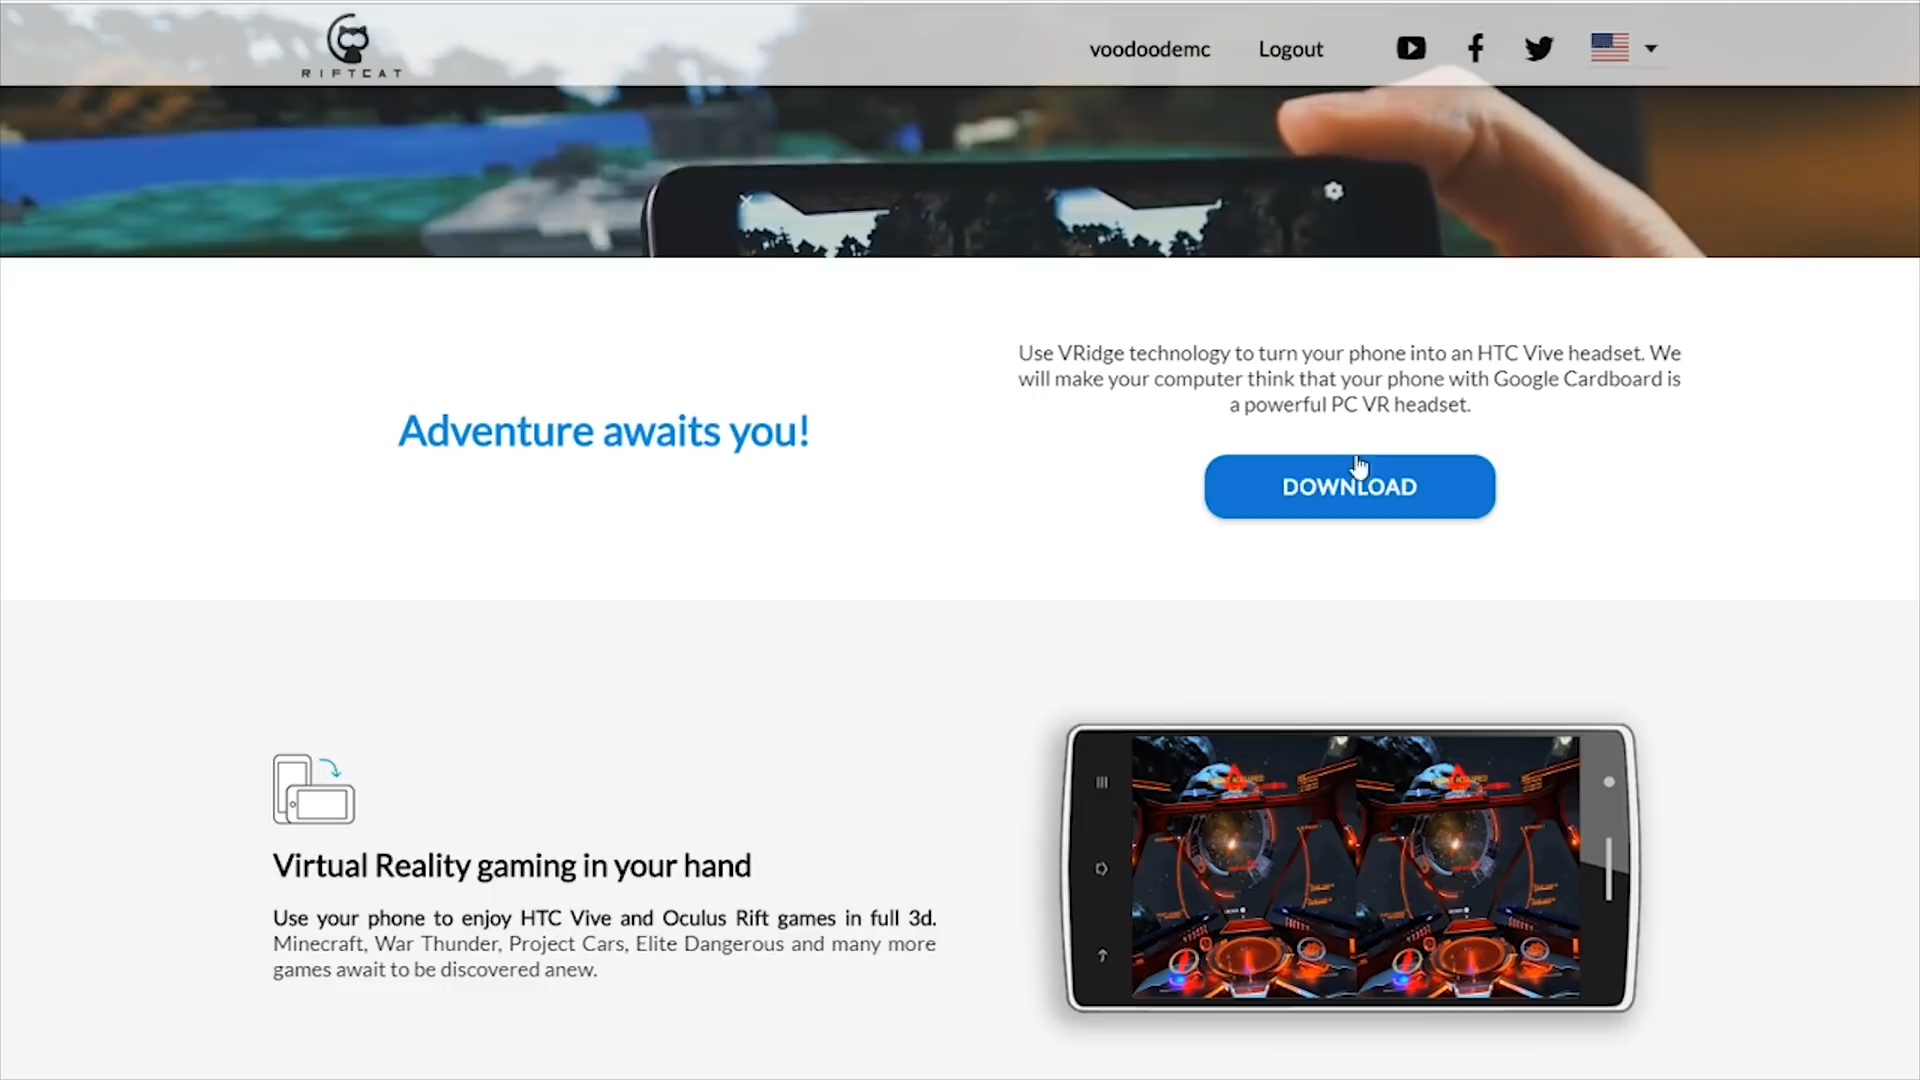 RIFTCAT
voodoodemc
Logout
Use VRidge technology to turn your phone into an HTC Vive headset. We
will make your computer think that your phone with Google Cardboard is
a powerful PC VR headset.
Adventure awaits you!
DOWNLOAD
Virtual Reality gaming in your hand
Use your phone to enjoy HTC Vive and Oculus Rift games in full 3d.
Minecraft, War Thunder, Project Cars, Elite Dangerous and many more
games await to be discovered anew.